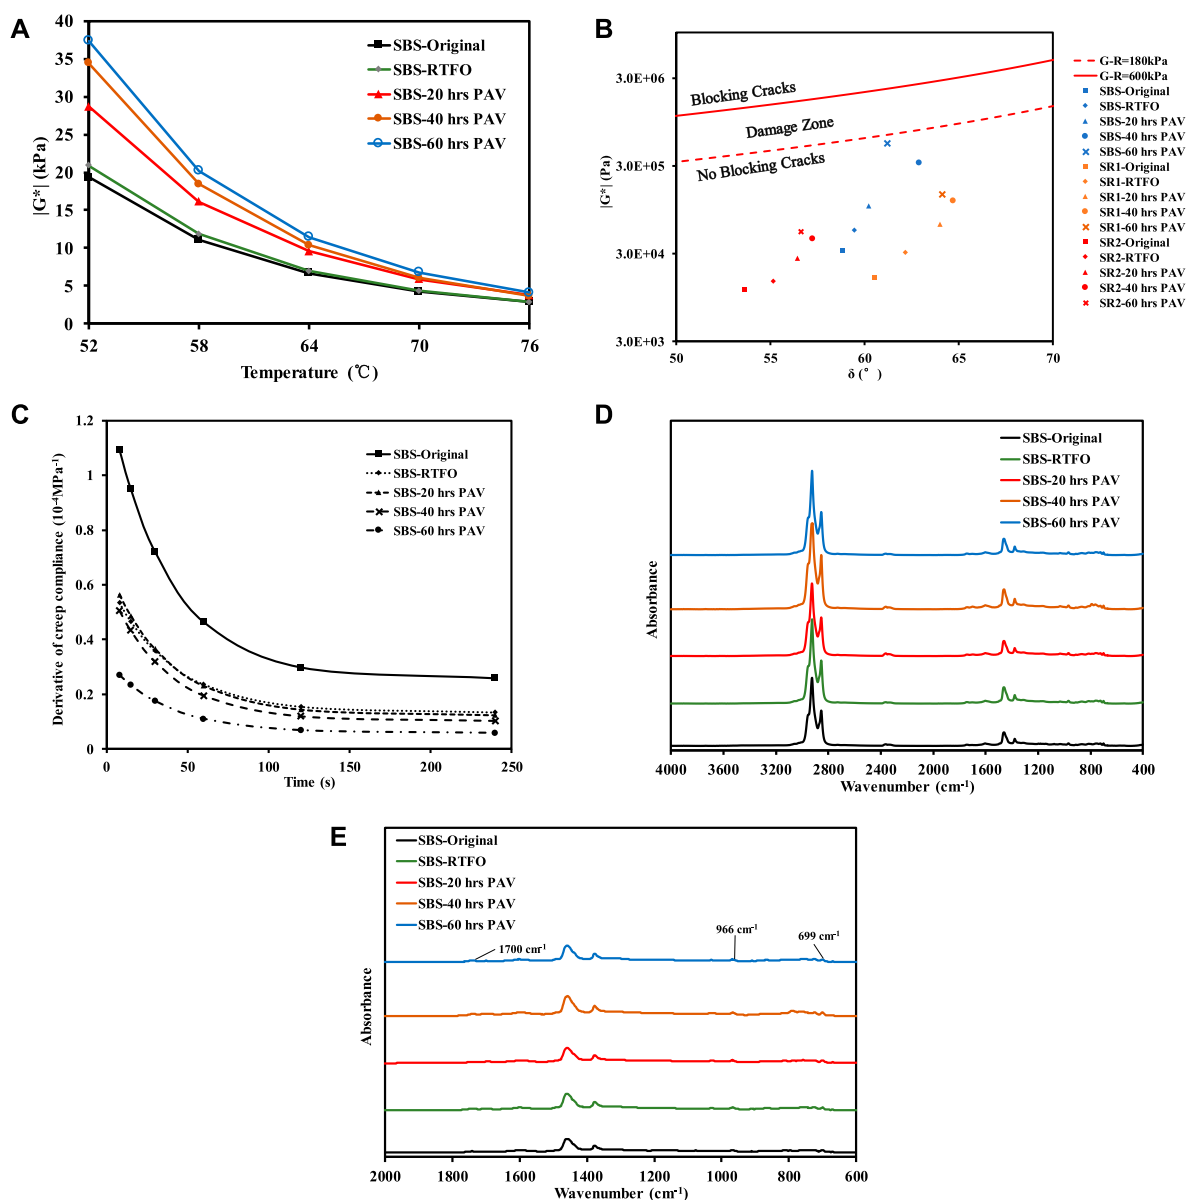 A
40
35
30
25
20
15
10
5
0
|G*| (kPa)
52 58 64 70 76
Temperature (℃)
SBS-Original
SBS-RTFO
SBS-20 hrs PAV
SBS-40 hrs PAV
SBS-60 hrs PAV
B
3.0E+06
3.0E+05
3.0E+04
3.0E+03
|G*| (Pa)
50 55 60 65 70
δ (°)
Blocking Cracks
Damage Zone
No Blocking Cracks
G-R=180kPa
G-R=600kPa
SBS-Original
SBS-RTFO
SBS-20 hrs PAV
SBS-40 hrs PAV
SBS-60 hrs PAV
SR1-Original
SR1-RTFO
SR1-20 hrs PAV
SR1-40 hrs PAV
SR1-60 hrs PAV
SR2-Original
SR2-RTFO
SR2-20 hrs PAV
SR2-40 hrs PAV
SR2-60 hrs PAV
C
1.2
1
0.8
0.6
0.4
0.2
0
Derivative of creep compliance (10⁻⁴MPa⁻¹)
0 50 100 150 200 250
Time (s)
SBS-Original
SBS-RTFO
SBS-20 hrs PAV
SBS-40 hrs PAV
SBS-60 hrs PAV
D
Absorbance
SBS-Original
SBS-RTFO
SBS-20 hrs PAV
SBS-40 hrs PAV
SBS-60 hrs PAV
4000 3600 3200 2800 2400 2000 1600 1200 800 400
Wavenumber (cm⁻¹)
E
Absorbance
SBS-Original
SBS-RTFO
SBS-20 hrs PAV
SBS-40 hrs PAV
SBS-60 hrs PAV
1700 cm⁻¹
966 cm⁻¹
699 cm⁻¹
2000 1800 1600 1400 1200 1000 800 600
Wavenumber (cm⁻¹)